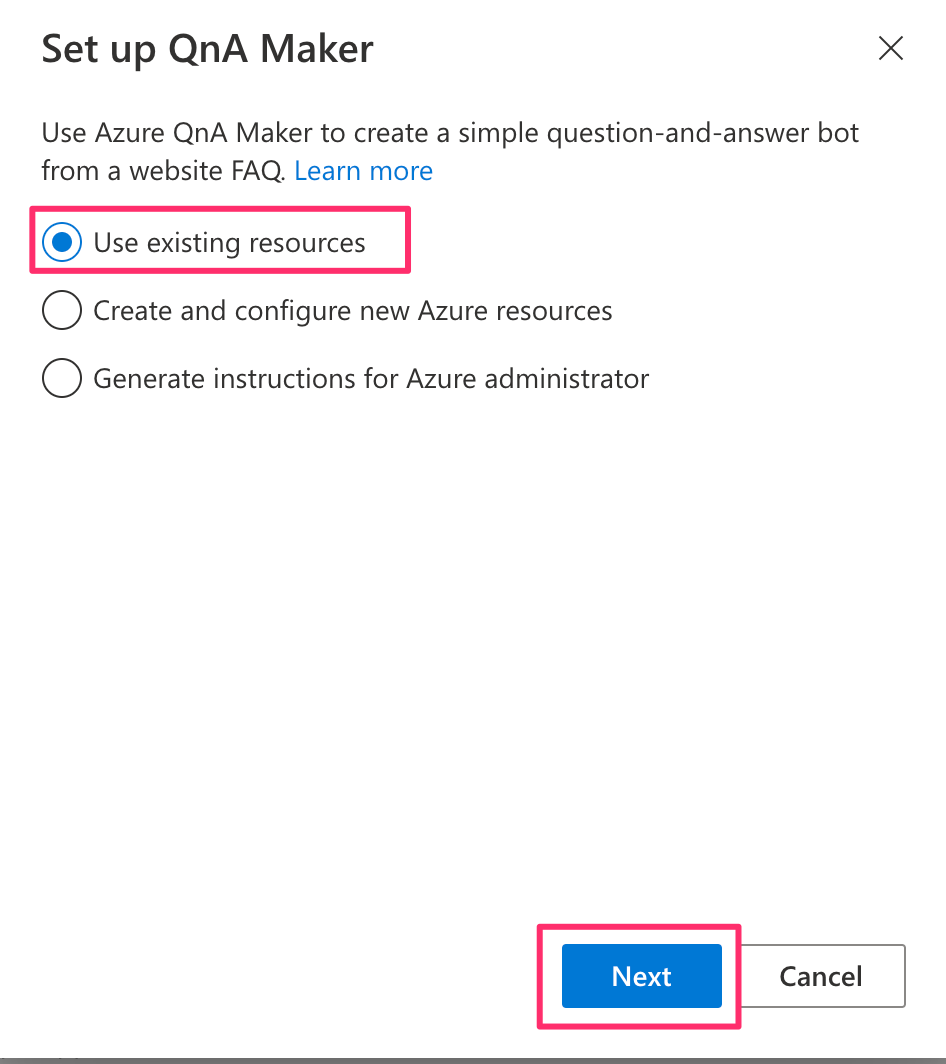 Set up QnA Maker
Use Azure QnA Maker to create a simple question-and-answer bot
from a website FAQ. Learn more
Use existing resources
Create and configure new Azure resources
Generate instructions for Azure administrator
Next
Cancel